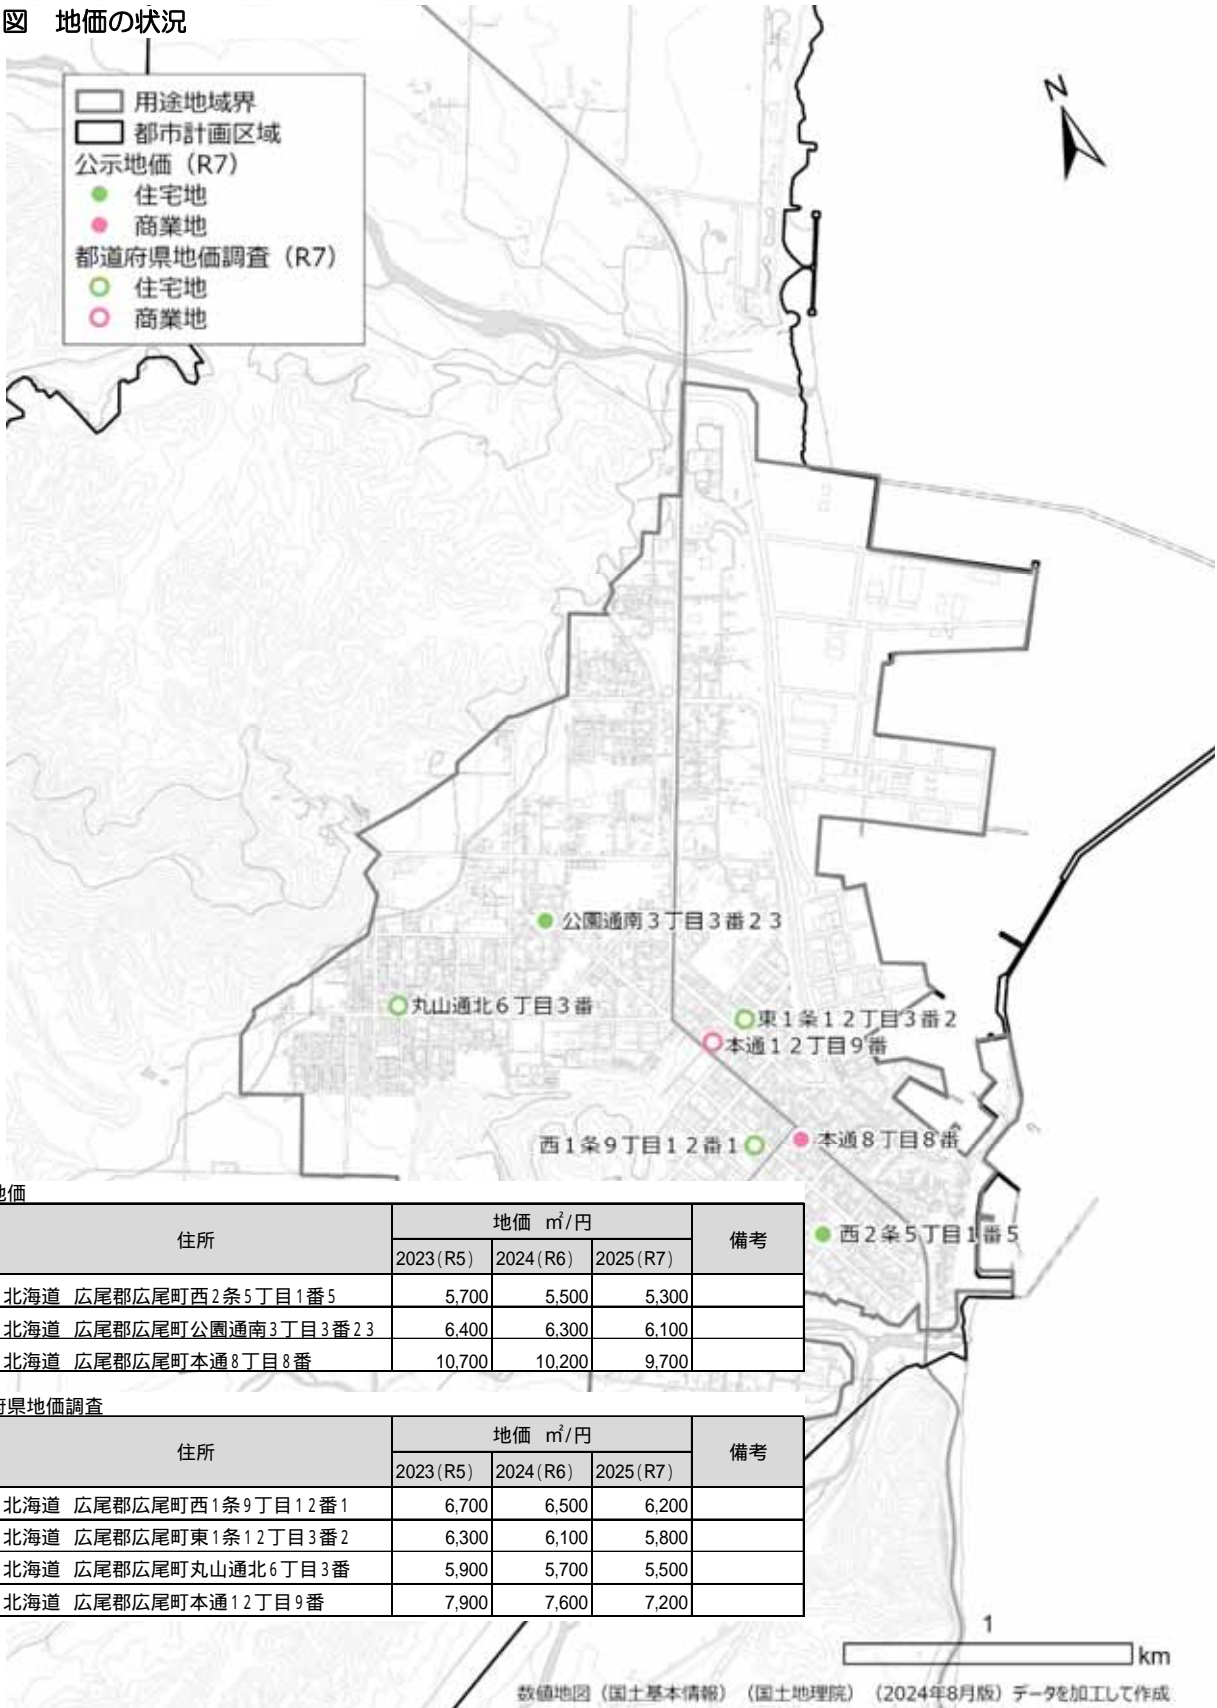 図　地価の状況
N
用途地域界
都市計画区域
公示地価（R7）
住宅地
商業地
都道府県地価調査（R7）
住宅地
商業地
公園通南３丁目３番２３
丸山通北６丁目３番
東１条１２丁目３番２
本通１２丁目９番
西１条９丁目１２番１
本通８丁目８番
西２条５丁目１番５
地価
住所 地価 ㎡/円 備考
2023(R5) 2024(R6) 2025(R7)
北海道 広尾郡広尾町西2条5丁目1番5 5,700 5,500 5,300
北海道 広尾郡広尾町公園通南3丁目3番23 6,400 6,300 6,100
北海道 広尾郡広尾町本通8丁目8番 10,700 10,200 9,700
府県地価調査
住所 地価 ㎡/円 備考
2023(R5) 2024(R6) 2025(R7)
北海道 広尾郡広尾町西1条9丁目12番1 6,700 6,500 6,200
北海道 広尾郡広尾町東1条12丁目3番2 6,300 6,100 5,800
北海道 広尾郡広尾町丸山通北6丁目3番 5,900 5,700 5,500
北海道 広尾郡広尾町本通12丁目9番 7,900 7,600 7,200
1
km
数値地図（国土基本情報）（国土地理院）（2024年8月版）データを加工して作成